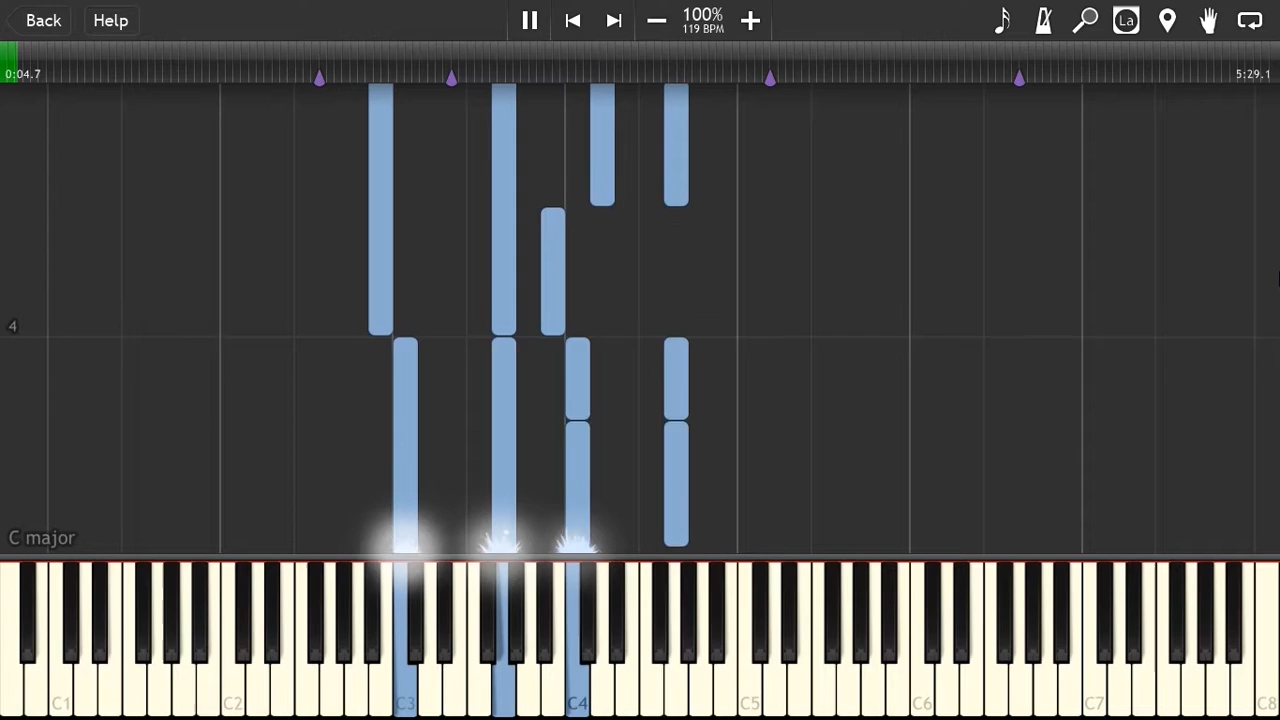 Back
Help
100%
119 BPM
La
0:04.7
5:29.1
4
C major
C1
C2
C3
C4
C5
C6
C7
C8